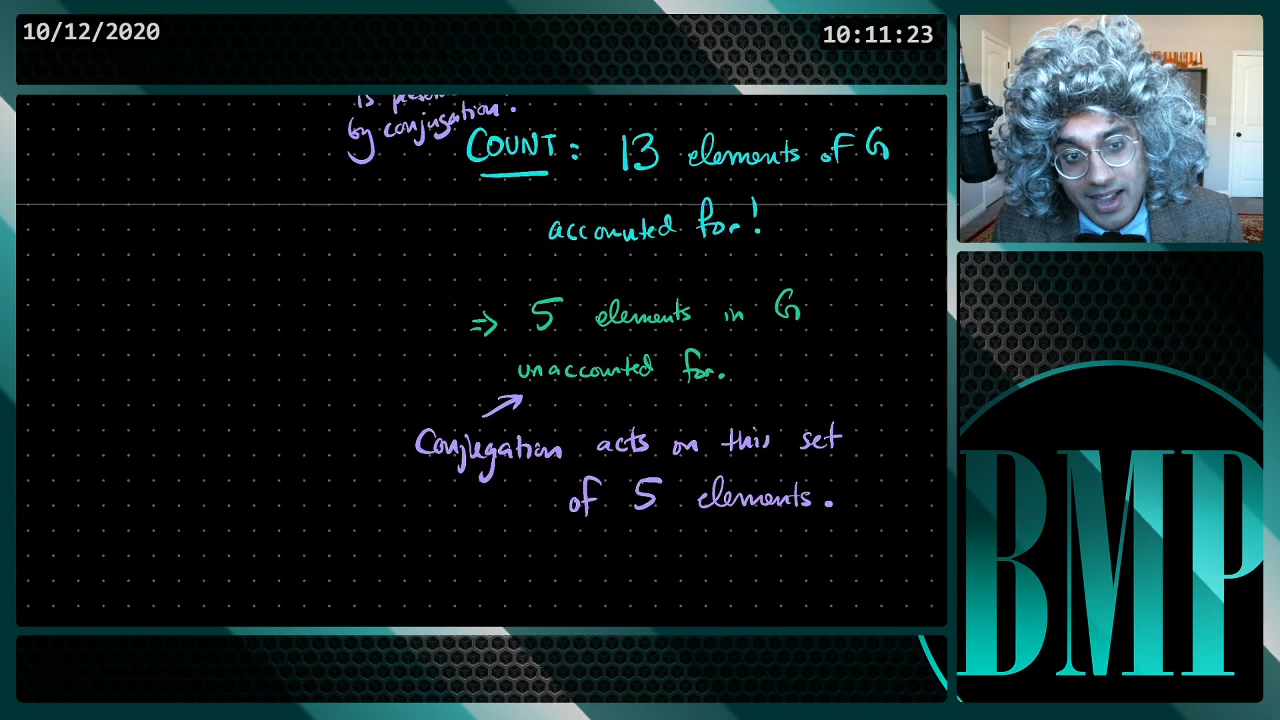 10/12/2020
10:11:23
is
by conjugation!
COUNT: 13 elements of G
accounted for!
⇒ 5 elements in G
unaccounted for.
Conjugation acts on this set
of 5 elements.
BMP